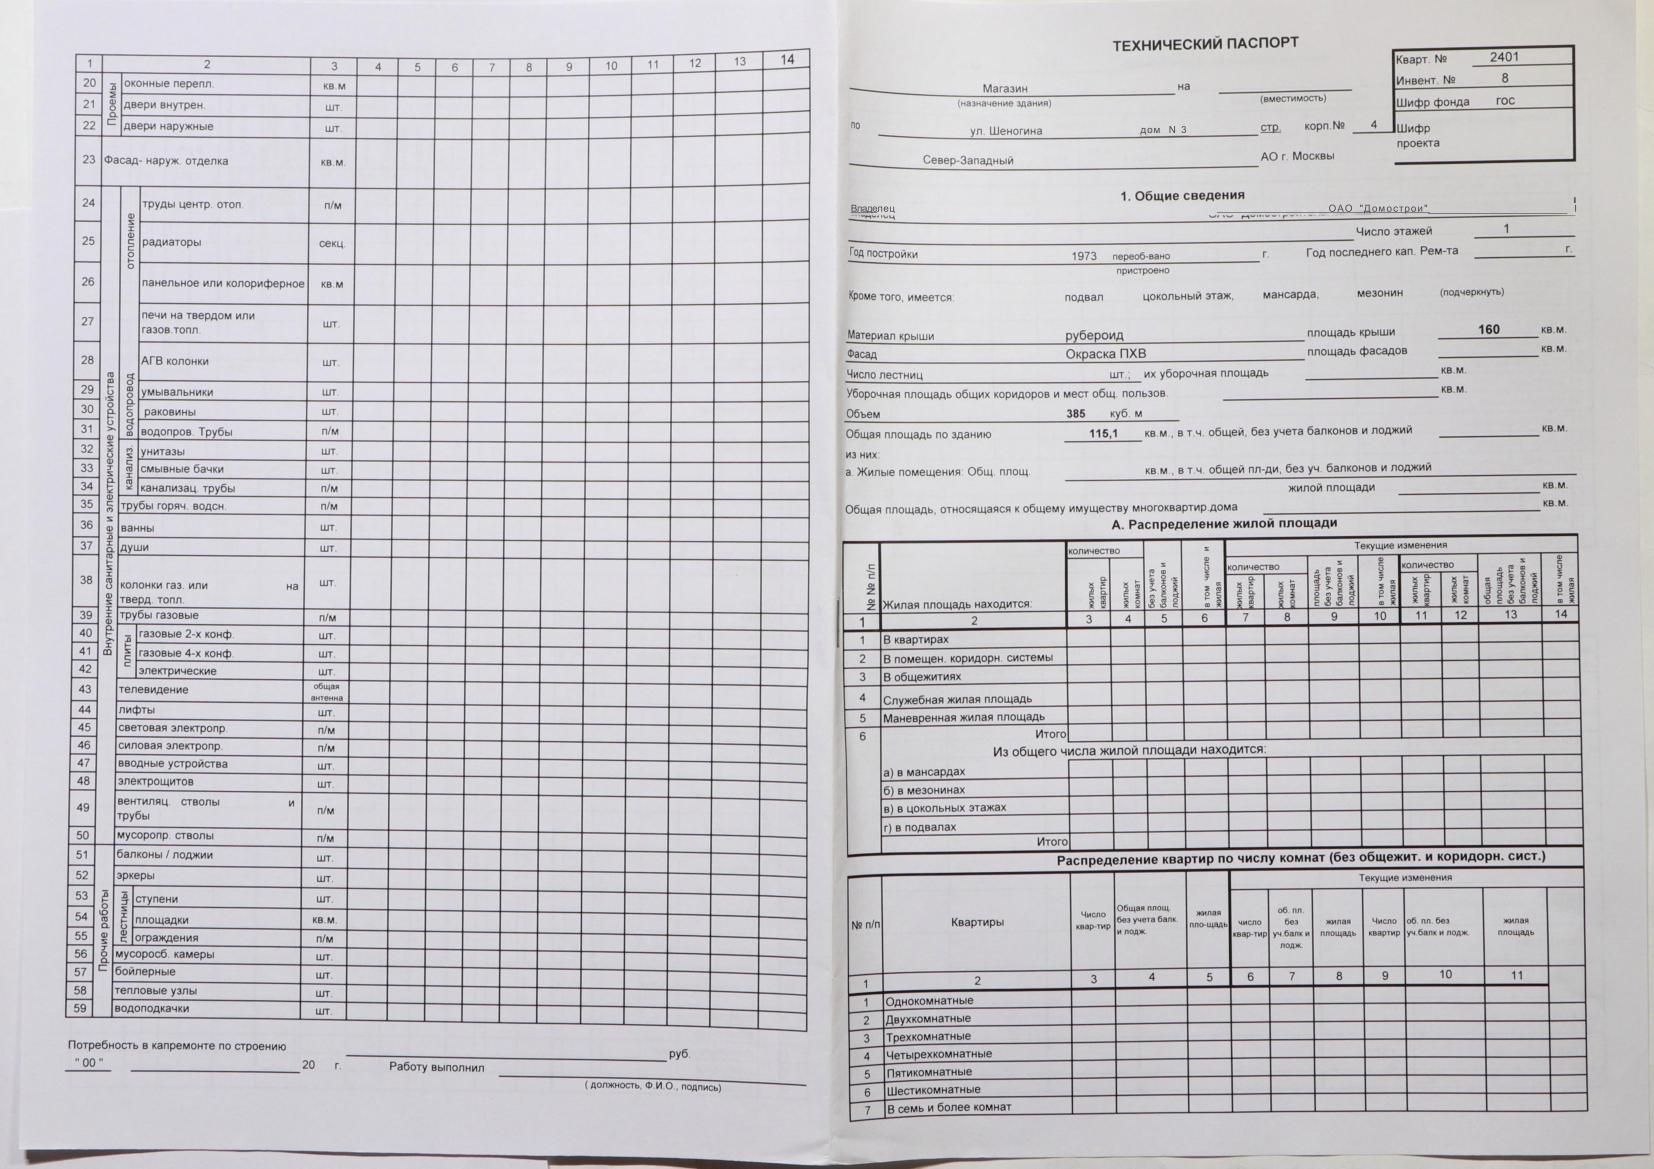 1 2 3 4 5 6 7 8 9 10 11 12 13 14
Проемы
20 оконные перепл. кв.м
21 двери внутрен. шт.
22 двери наружные шт.
23 Фасад- наруж. отделка кв.м.
Внутренние санитарные и электрические устройства
отопление
24 труды центр. отоп. п/м
25 радиаторы секц.
26 панельное или колориферное кв.м
27 печи на твердом или
газов.топл. шт.
28 АГВ колонки шт.
водопровод
29 умывальники шт.
30 раковины шт.
31 водопров. Трубы п/м
канализ.
32 унитазы шт.
33 смывные бачки шт.
34 канализац. трубы п/м
35 трубы горяч. водсн. п/м
36 ванны шт.
37 души шт.
38 колонки газ. или на
тверд. топл. шт.
39 трубы газовые п/м
плиты
40 газовые 2-х конф. шт.
41 газовые 4-х конф. шт.
42 электрические шт.
43 телевидение общая
антенна
44 лифты шт.
45 световая электропр. п/м
46 силовая электропр. п/м
47 вводные устройства шт.
48 электрощитов шт.
49 вентиляц. стволы и
трубы п/м
50 мусоропр. стволы п/м
Прочие работы
51 балконы / лоджии шт.
52 эркеры шт.
лестницы
53 ступени шт.
54 площадки кв.м.
55 ограждения п/м
56 мусоросб. камеры шт.
57 бойлерные шт.
58 тепловые узлы шт.
59 водоподкачки шт.
Потребность в капремонте по строению руб.
" 00 " 20 г. Работу выполнил
( должность, Ф.И.О., подпись)
ТЕХНИЧЕСКИЙ ПАСПОРТ
Кварт. № 2401
Инвент. № 8
Шифр фонда гос
Шифр
проекта
Магазин на
(назначение здания) (вместимость)
по ул. Шеногина дом N 3 стр. корп.№ 4
Север-Западный АО г. Москвы
1. Общие сведения
Владелец ОАО "Домострои"
Число этажей 1
Год постройки 1973 переоб-вано г. Год последнего кап. Рем-та г.
пристроено
Кроме того, имеется: подвал цокольный этаж, мансарда, мезонин (подчеркнуть)
Материал крыши рубероид площадь крыши 160 кв.м.
Фасад Окраска ПХВ площадь фасадов кв.м.
Число лестниц шт.; их уборочная площадь кв.м.
Уборочная площадь общих коридоров и мест общ. пользов. кв.м.
Объем 385 куб. м
Общая площадь по зданию 115,1 кв.м., в т.ч. общей, без учета балконов и лоджий кв.м.
из них:
а. Жилые помещения: Общ. площ. кв.м., в т.ч. общей пл-ди, без уч. балконов и лоджий
жилой площади кв.м.
Общая площадь, относящаяся к общему имуществу многоквартир.дома кв.м.
А. Распределение жилой площади
№ № п/п Жилая площадь находится: количество Текущие изменения
количество количество
жилых квартир жилых комнат без учета балконов и лоджий в том числе и жилая жилых квартир жилых комнат площадь без учета балконов и лоджий в том числе жилая жилых квартир жилых комнат общая площадь без учета балконов и лоджий в том числе жилая
1 2 3 4 5 6 7 8 9 10 11 12 13 14
1 В квартирах
2 В помещен. коридорн. системы
3 В общежитиях
4 Служебная жилая площадь
5 Маневренная жилая площадь
6 Итого
Из общего числа жилой площади находится:
а) в мансардах
б) в мезонинах
в) в цокольных этажах
г) в подвалах
Итого
Распределение квартир по числу комнат (без общежит. и коридорн. сист.)
Текущие изменения
№ п/п Квартиры Число квар-тир Общая площ. без учета балк. и лодж. жилая пло-щадь число квар-тир об. пл. без уч.балк и лодж. жилая площадь Число квартир об. пл. без уч.балк и лодж. жилая площадь
1 2 3 4 5 6 7 8 9 10 11
1 Однокомнатные
2 Двухкомнатные
3 Трехкомнатные
4 Четырехкомнатные
5 Пятикомнатные
6 Шестикомнатные
7 В семь и более комнат